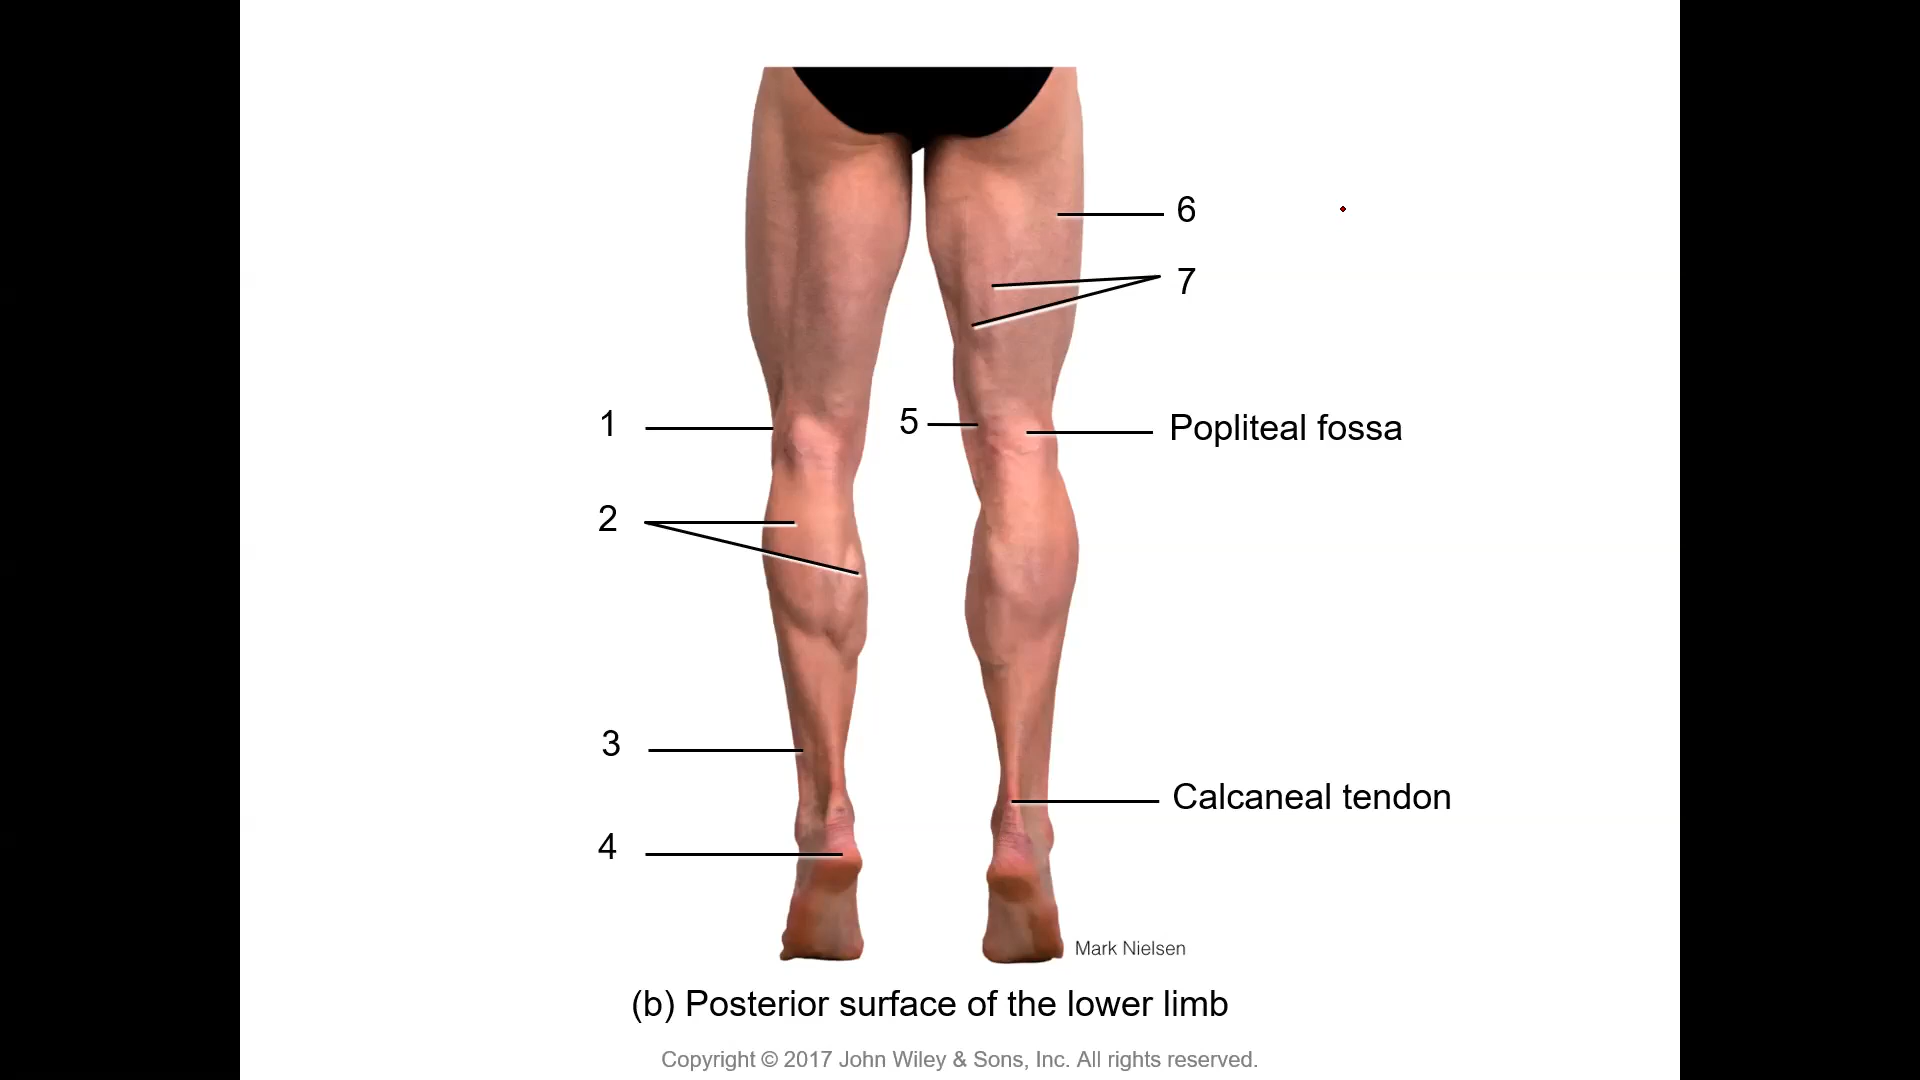 6
7
1
5
Popliteal fossa
2
3
Calcaneal tendon
4
Mark Nielsen
(b) Posterior surface of the lower limb
Copyright © 2017 John Wiley & Sons, Inc. All rights reserved.